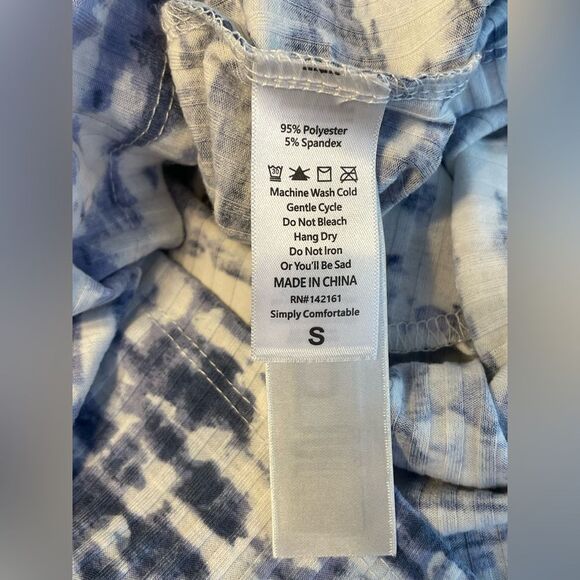 95% Polyester
5% Spandex
30
Machine Wash Cold
Gentle Cycle
Do Not Bleach
Hang Dry
Do Not Iron
Or You'll Be Sad
MADE IN CHINA
RN#142161
Simply Comfortable
S